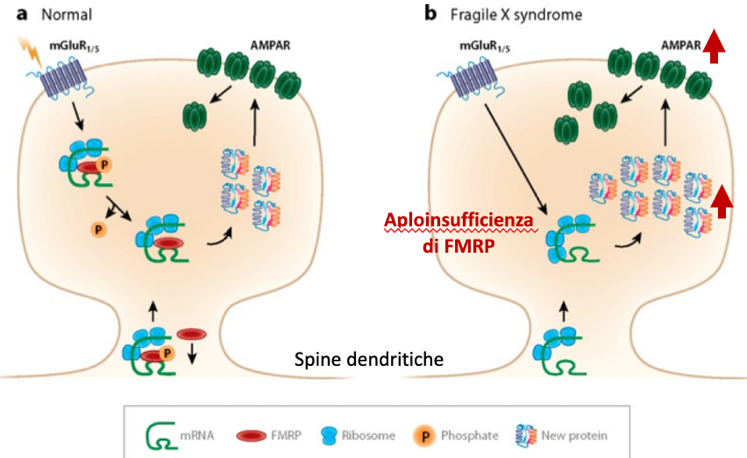 a Normal
mGluR1/5
AMPAR
P
P
P
Spine dendritiche
b Fragile X syndrome
mGluR1/5
AMPAR
Aploinsufficienza
di FMRP
mRNA
FMRP
Ribosome
P
Phosphate
New protein